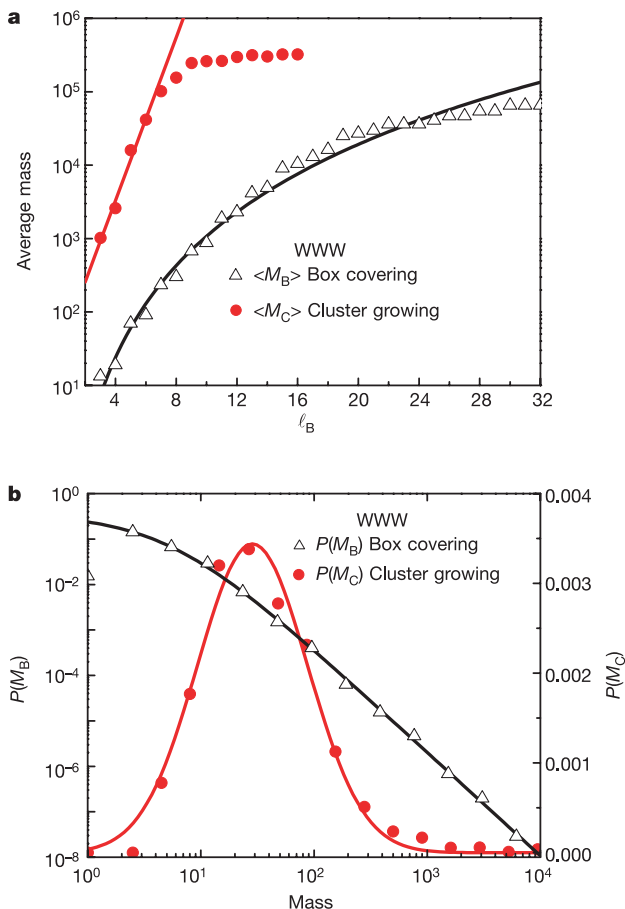 a
10^6
10^5
10^4
10^3
10^2
10^1
Average mass
WWW
<M_B> Box covering
<M_C> Cluster growing
4 8 12 16 20 24 28 32
ℓ_B
b
10^0
10^−2
10^−4
10^−6
10^−8
P(M_B)
WWW
P(M_B) Box covering
P(M_C) Cluster growing
0.004
0.003
0.002
0.001
0.000
P(M_C)
10^0 10^1 10^2 10^3 10^4
Mass